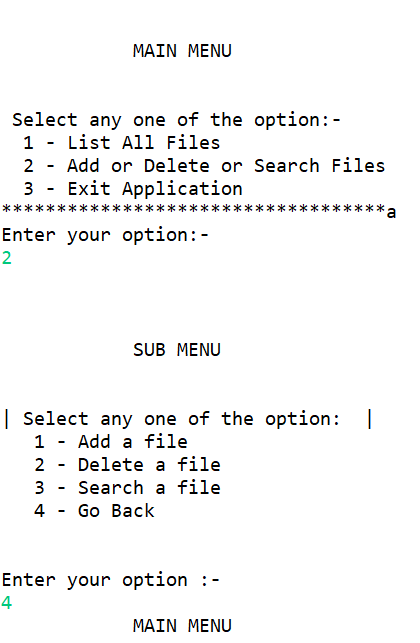 MAIN MENU
Select any one of the option:-
1 - List All Files
2 - Add or Delete or Search Files
3 - Exit Application
***********************************a
Enter your option:-
2
SUB MENU
| Select any one of the option:  |
1 - Add a file
2 - Delete a file
3 - Search a file
4 - Go Back
Enter your option :-
4
MAIN MENU